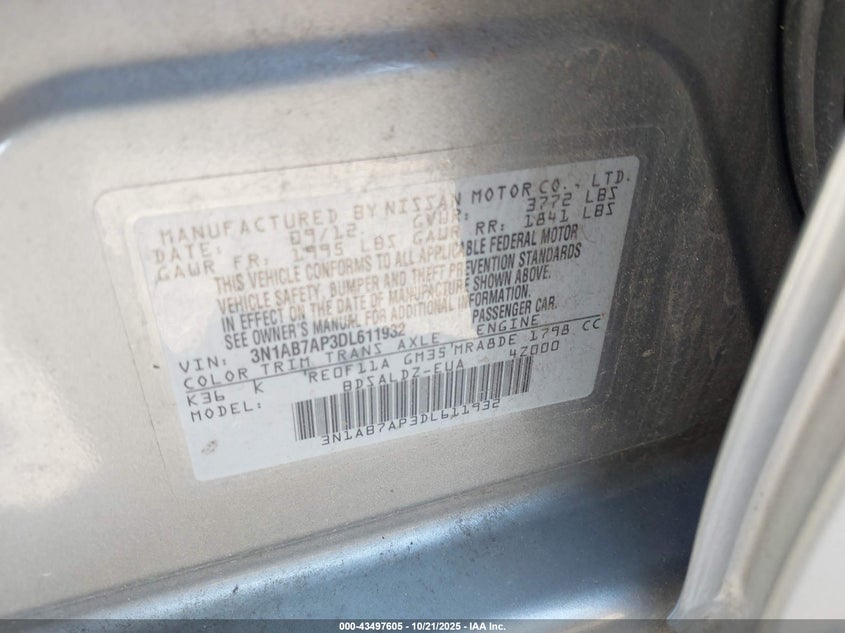 MANUFACTURED BY NISSAN MOTOR CO., LTD.
DATE: 09/12 GVWR: 3772 LBS
GAWR FR: 1995 LBS GAWR RR: 1841 LBS
THIS VEHICLE CONFORMS TO ALL APPLICABLE FEDERAL MOTOR
VEHICLE SAFETY, BUMPER AND THEFT PREVENTION STANDARDS
IN EFFECT ON THE DATE OF MANUFACTURE SHOWN ABOVE.
SEE OWNER'S MANUAL FOR ADDITIONAL INFORMATION.
VIN: 3N1AB7AP3DL611932 PASSENGER CAR.
COLOR TRIM TRANS AXLE ENGINE
K36 K RE0F11A GM35 MRA8DE 1798 CC
MODEL: BDSALDZ-EUA 4Z000
3N1AB7AP3DL611932
000-43497605 - 10/21/2025 - IAA Inc.